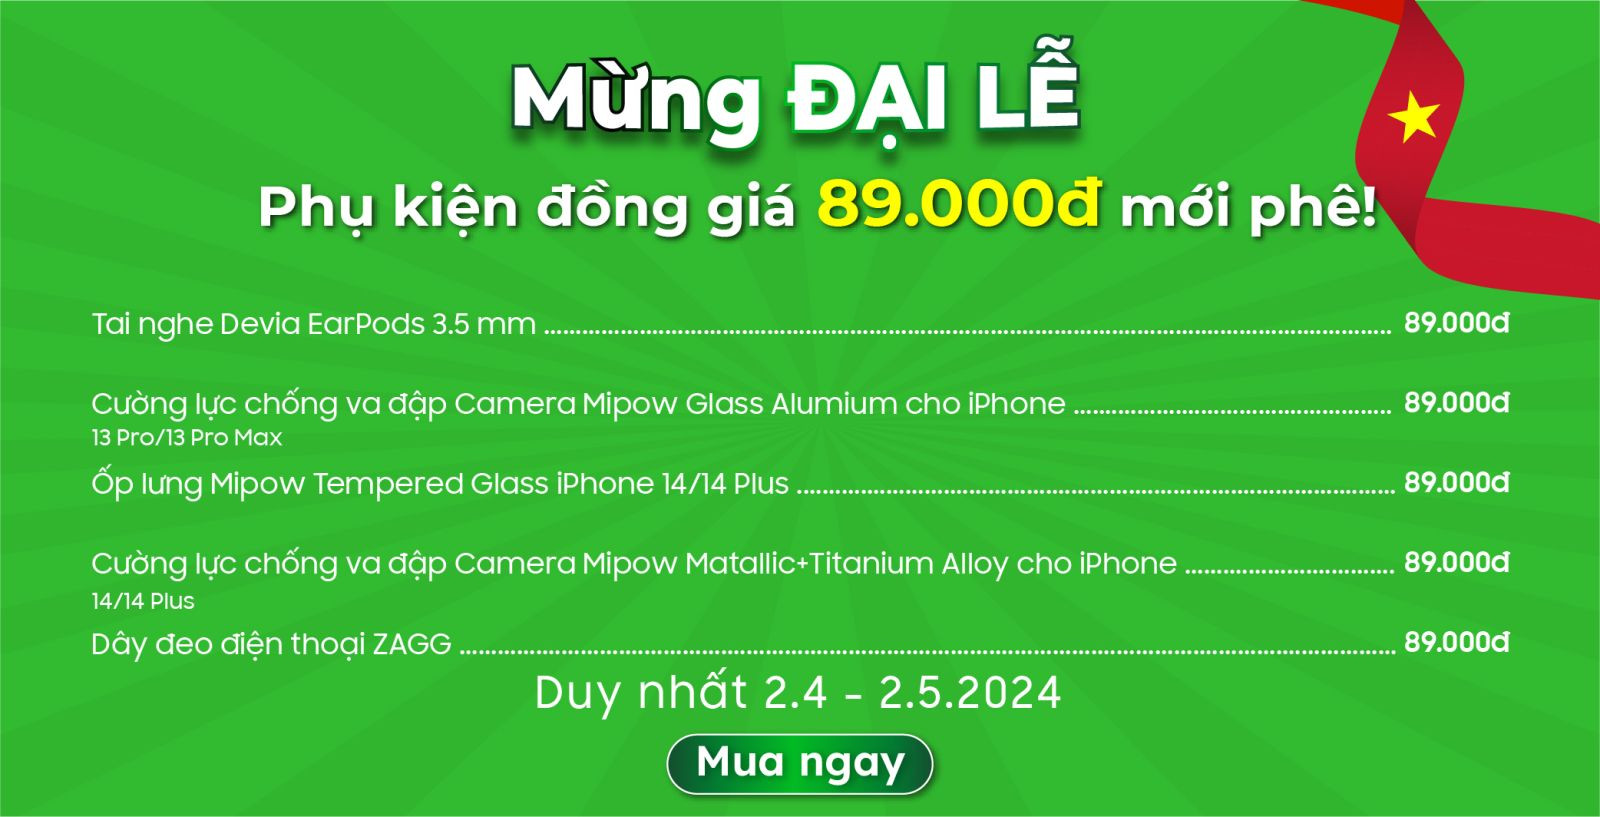 Mừng ĐẠI LỄ
Phụ kiện đồng giá 89.000đ mới phê!
Tai nghe Devia EarPods 3.5 mm ........................................ 89.000đ
Cường lực chống va đập Camera Mipow Glass Alumium cho iPhone ........................................ 89.000đ
13 Pro/13 Pro Max
Ốp lưng Mipow Tempered Glass iPhone 14/14 Plus ........................................ 89.000đ
Cường lực chống va đập Camera Mipow Matallic+Titanium Alloy cho iPhone ........................................ 89.000đ
14/14 Plus
Dây đeo điện thoại ZAGG ........................................ 89.000đ
Duy nhất 2.4 - 2.5.2024
Mua ngay